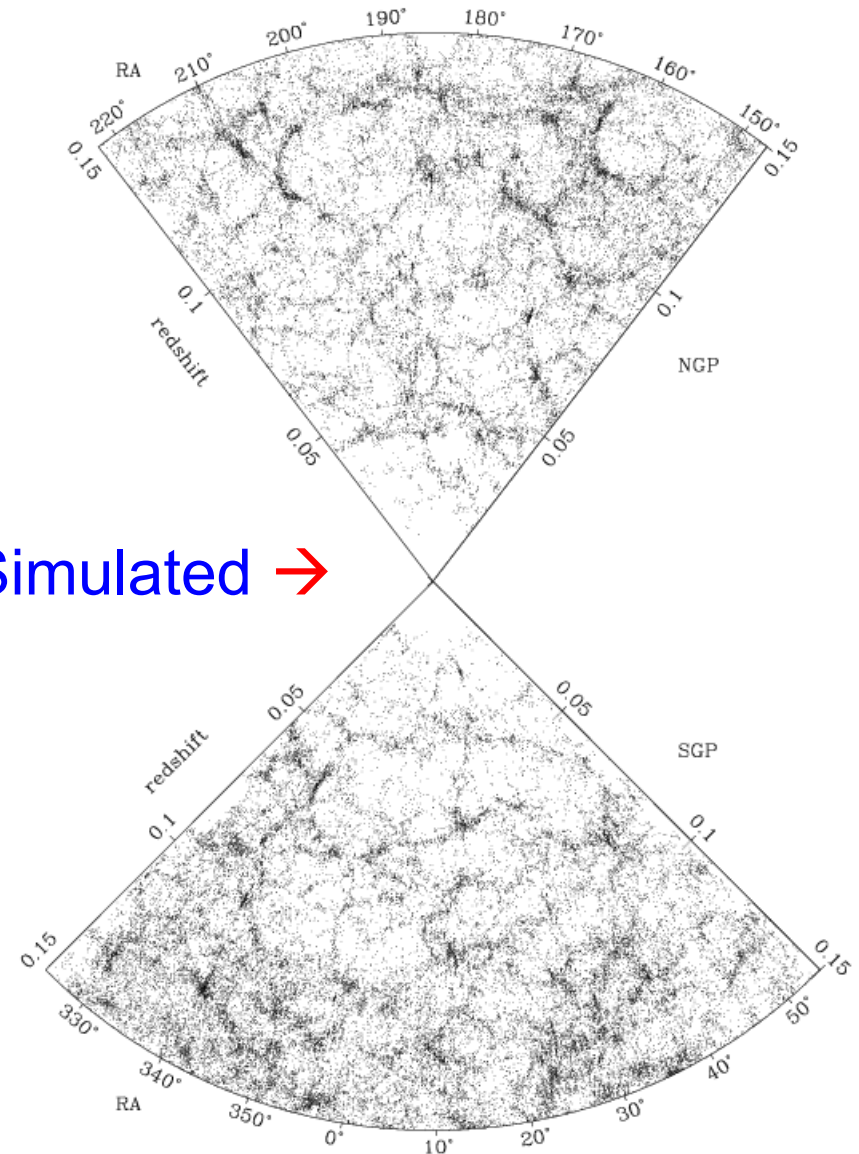 190° 180°
200° 170°
RA 210° 160°
220° 150°
0.15 0.15
0.1 0.1
redshift NGP
0.05 0.05
Simulated →
0.05 0.05
redshift SGP
0.1 0.1
0.15 0.15
330° 50°
340° 40°
RA 350° 30°
0° 10° 20°